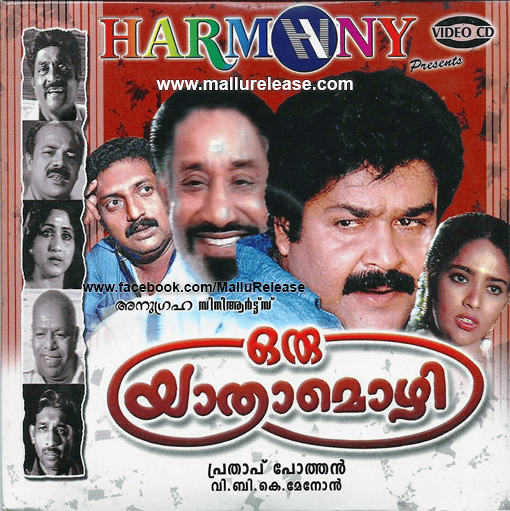 HARMONY
VIDEO CD
Presents
www.mallurelease.com
www.facebook.com/MalluRelease
അനുഗ്രഹ സിനിആർട്ട്സ്
ഒരു
യാത്രാമൊഴി
പ്രതാപ് പോത്തൻ
വി.ബി.കെ.മേനോൻ